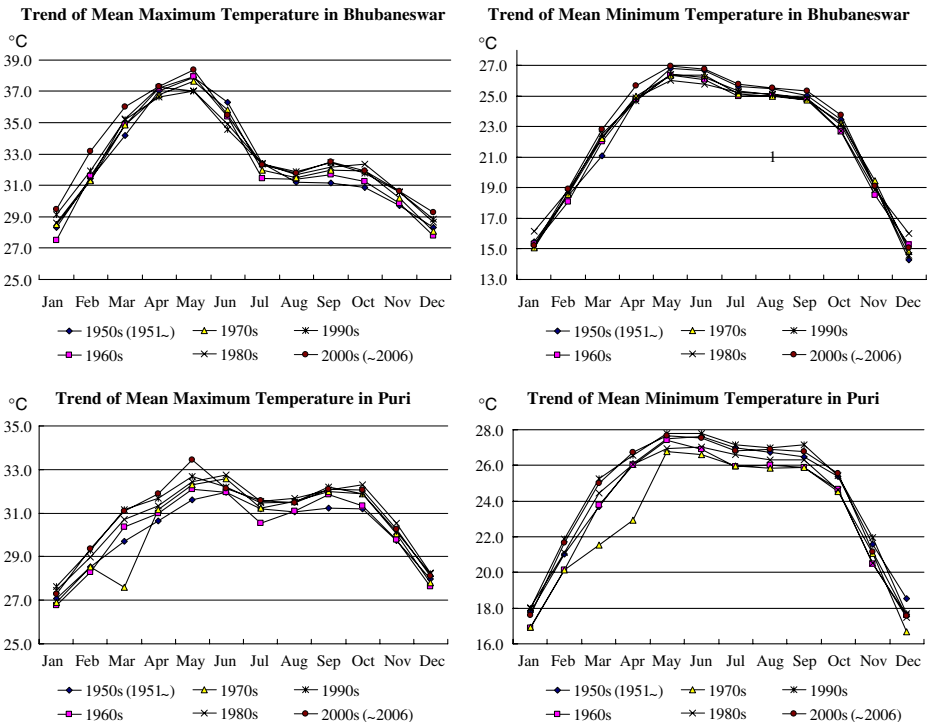 Trend of Mean Maximum Temperature in Bhubaneswar
°C
39.0
37.0
35.0
33.0
31.0
29.0
27.0
25.0
Jan Feb Mar Apr May Jun Jul Aug Sep Oct Nov Dec
1950s (1951~) 1970s 1990s
1960s 1980s 2000s (~2006)
Trend of Mean Minimum Temperature in Bhubaneswar
°C
27.0
25.0
23.0
21.0
19.0
17.0
15.0
13.0
1
Jan Feb Mar Apr May Jun Jul Aug Sep Oct Nov Dec
1950s (1951~) 1970s 1990s
1960s 1980s 2000s (~2006)
Trend of Mean Maximum Temperature in Puri
°C
35.0
33.0
31.0
29.0
27.0
25.0
Jan Feb Mar Apr May Jun Jul Aug Sep Oct Nov Dec
1950s (1951~) 1970s 1990s
1960s 1980s 2000s (~2006)
Trend of Mean Minimum Temperature in Puri
°C
28.0
26.0
24.0
22.0
20.0
18.0
16.0
Jan Feb Mar Apr May Jun Jul Aug Sep Oct Nov Dec
1950s (1951~) 1970s 1990s
1960s 1980s 2000s (~2006)